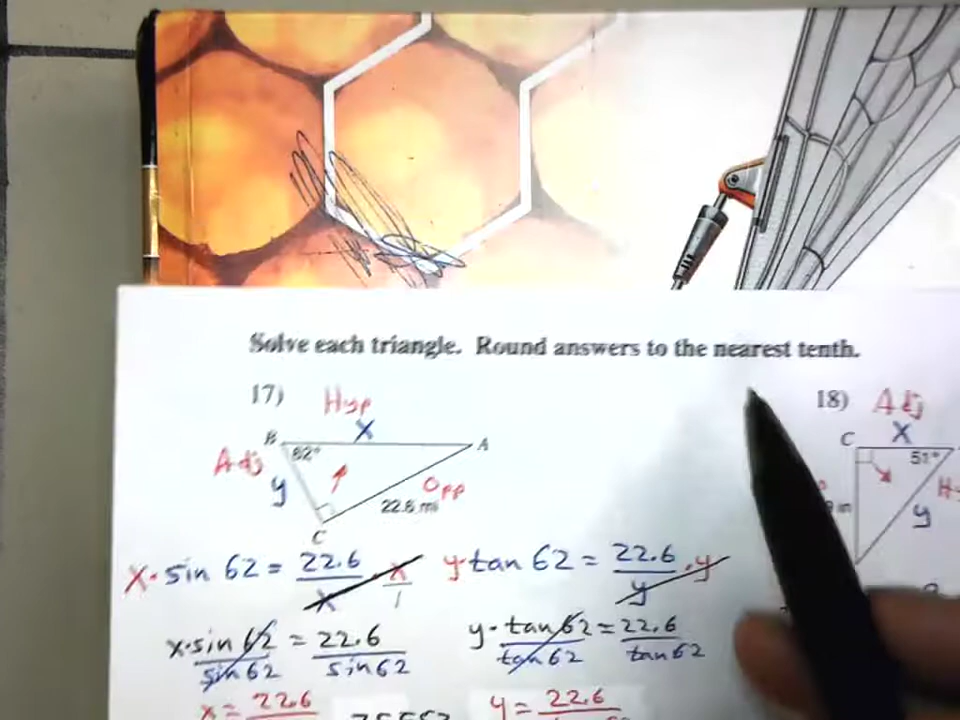 Solve each triangle. Round answers to the nearest tenth.
17) Hyp
18) Adj
B x A
C x
62°
51°
Adj
y
Opp
22.6 mi
C
in
y
x · sin 62 = 22.6 / x · x / 1
y · tan 62 = 22.6 / y · y
x · sin 62 / sin 62 = 22.6 / sin 62
y · tan 62 / tan 62 = 22.6 / tan 62
x = 22.6
y = 22.6